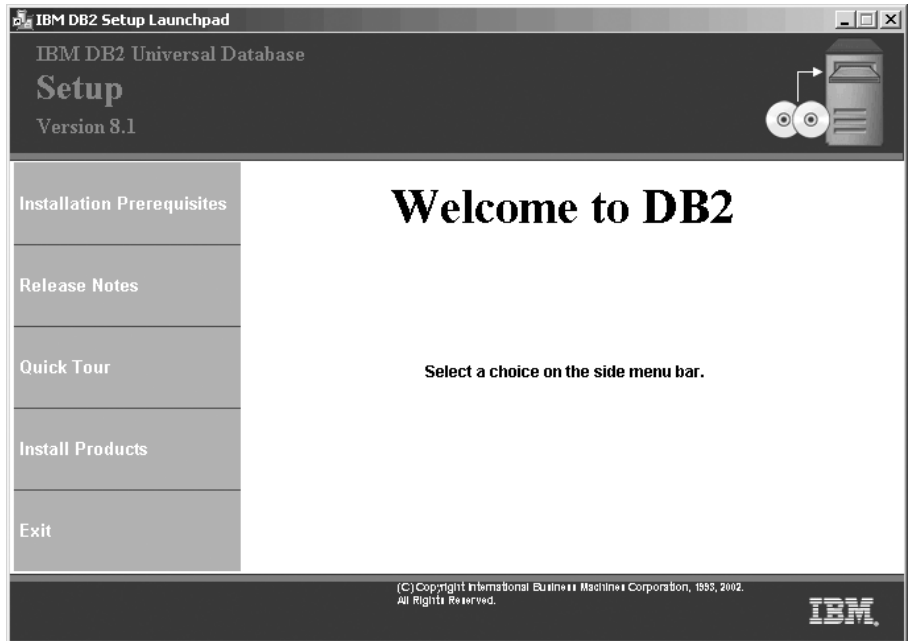 IBM DB2 Setup Launchpad
IBM DB2 Universal Database
Setup
Version 8.1
Installation Prerequisites
Release Notes
Quick Tour
Install Products
Exit
Welcome to DB2
Select a choice on the side menu bar.
(C) Copyright International Business Machines Corporation, 1993, 2002.
All Rights Reserved.
IBM.